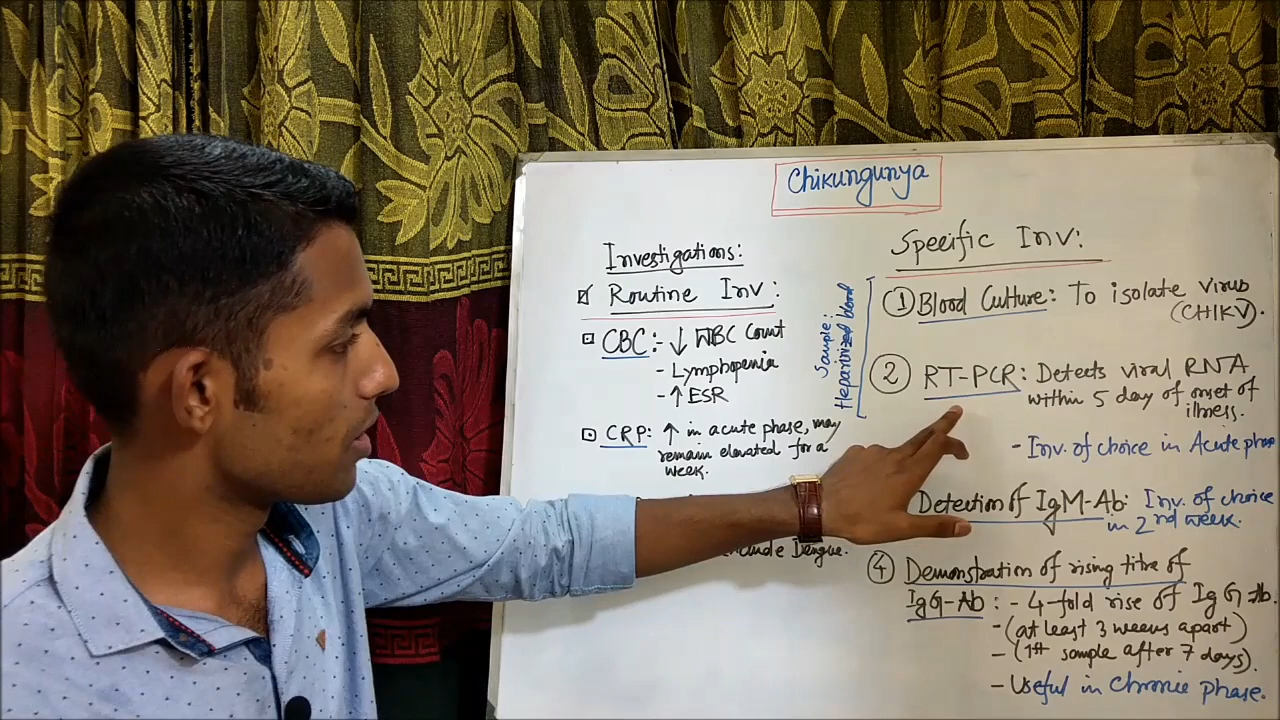 Chikungunya
Investigations:
Routine Inv:
CBC:- ↓ WBC Count
- Lymphopenia
- ↑ ESR
CRP: ↑ in acute phase, may
remain elevated for a
week.
Dengue.
Specific Inv:
Sample:
Heparinized blood
① Blood Culture: To isolate virus
(CHIKV).
② RT-PCR: Detects viral RNA
within 5 day of onset of
illness.
- Inv. of choice in Acute phase
Detection of IgM-Ab: Inv. of choice
in 2nd week.
④ Demonstration of rising titre of
IgG-Ab: - 4-fold rise of IgG-Ab.
- (at least 3 weeks apart)
- (1st sample after 7 days).
- Useful in Chronic phase.